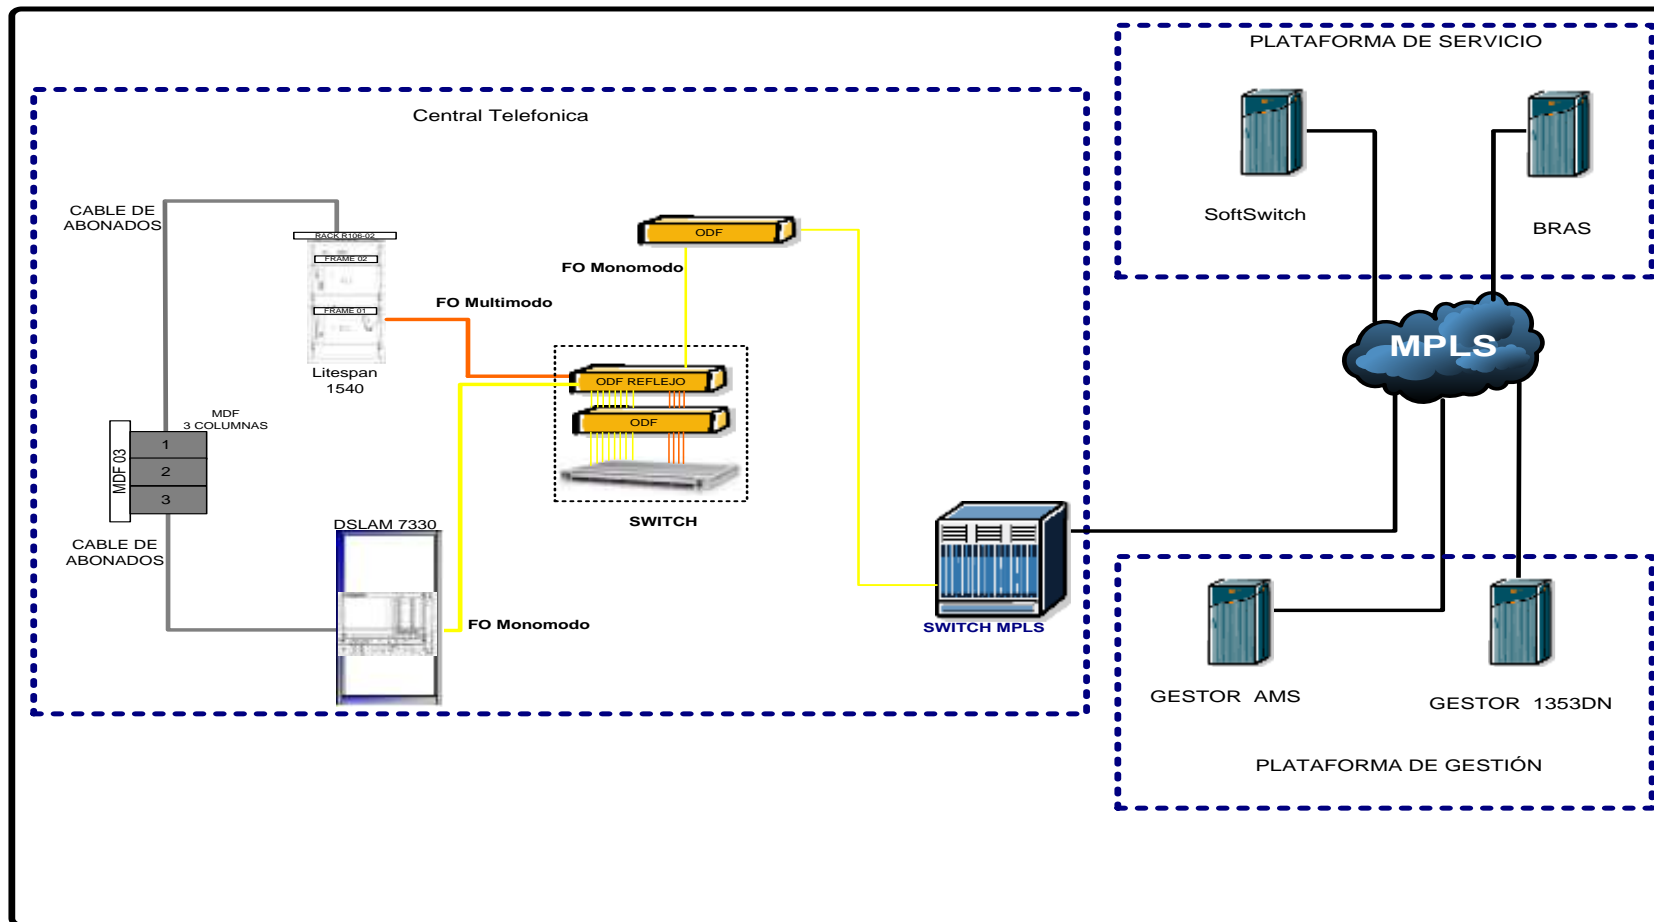 PLATAFORMA DE SERVICIO
SoftSwitch
BRAS
Central Telefonica
CABLE DE
ABONADOS
RACK R106-02
FRAME 02
FRAME 01
Litespan
1540
FO Multimodo
FO Monomodo
ODF
ODF REFLEJO
ODF
SWITCH
MDF
3 COLUMNAS
MDF 03
1
2
3
CABLE DE
ABONADOS
DSLAM 7330
FO Monomodo
SWITCH MPLS
MPLS
GESTOR AMS
GESTOR 1353DN
PLATAFORMA DE GESTIÓN